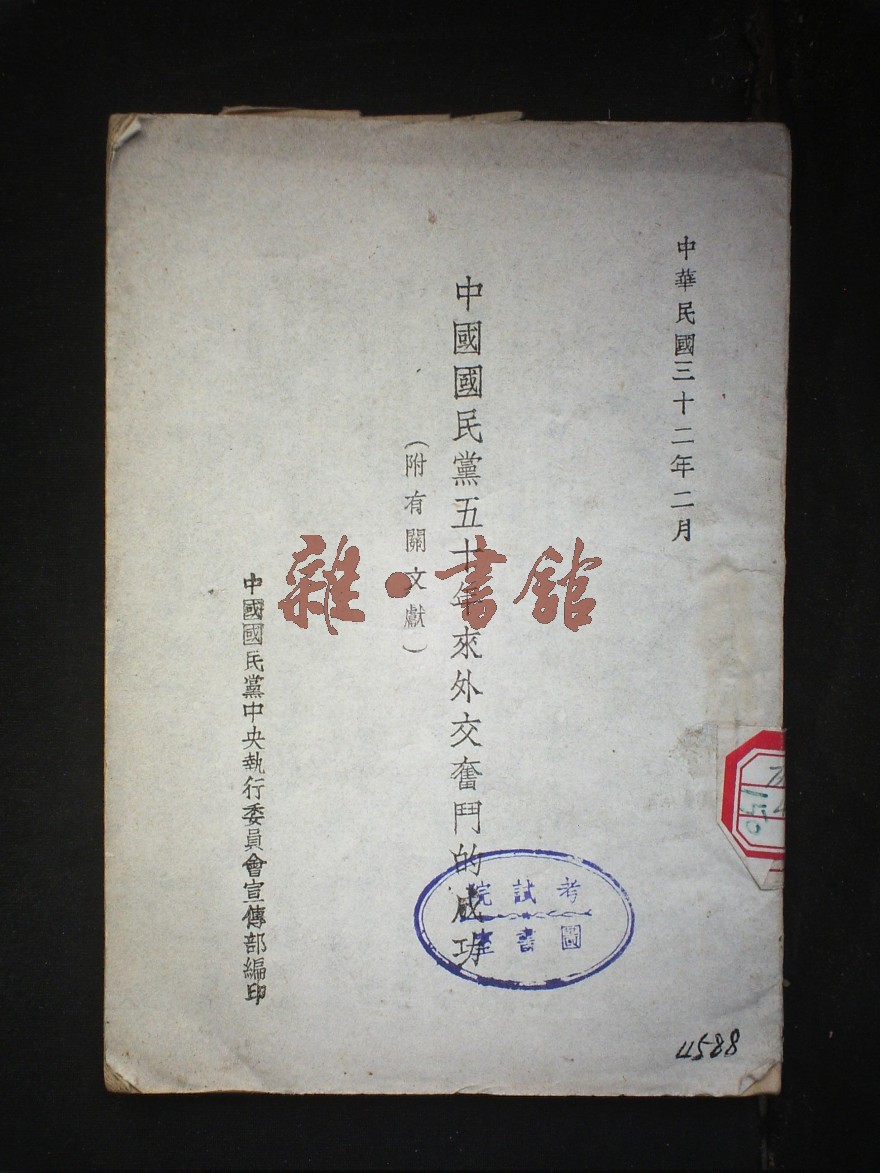 中華民國三十二年二月
中國國民黨五十年來外交奮鬥的成功
(附有關文獻)
中國國民黨中央執行委員會宣傳部編印
雜·書館
考試院
圖書室
4588